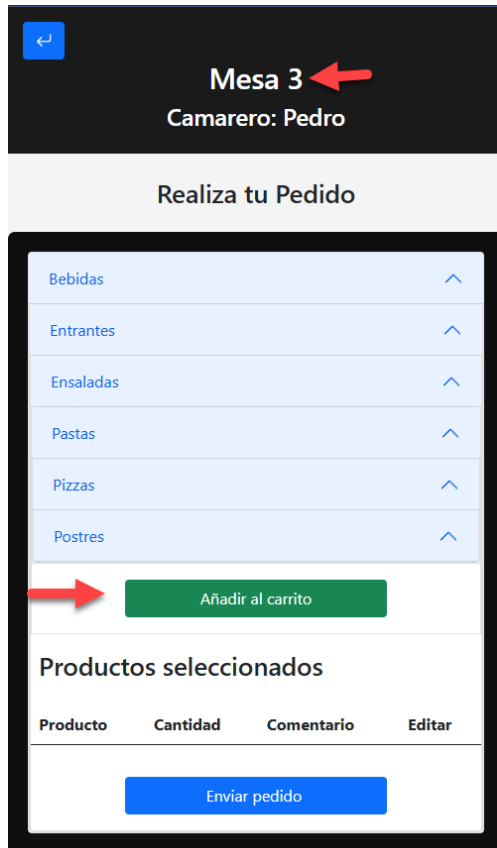 Mesa 3
Camarero: Pedro
Realiza tu Pedido
Bebidas
Entrantes
Ensaladas
Pastas
Pizzas
Postres
Añadir al carrito
Productos seleccionados
Producto Cantidad Comentario Editar
Enviar pedido